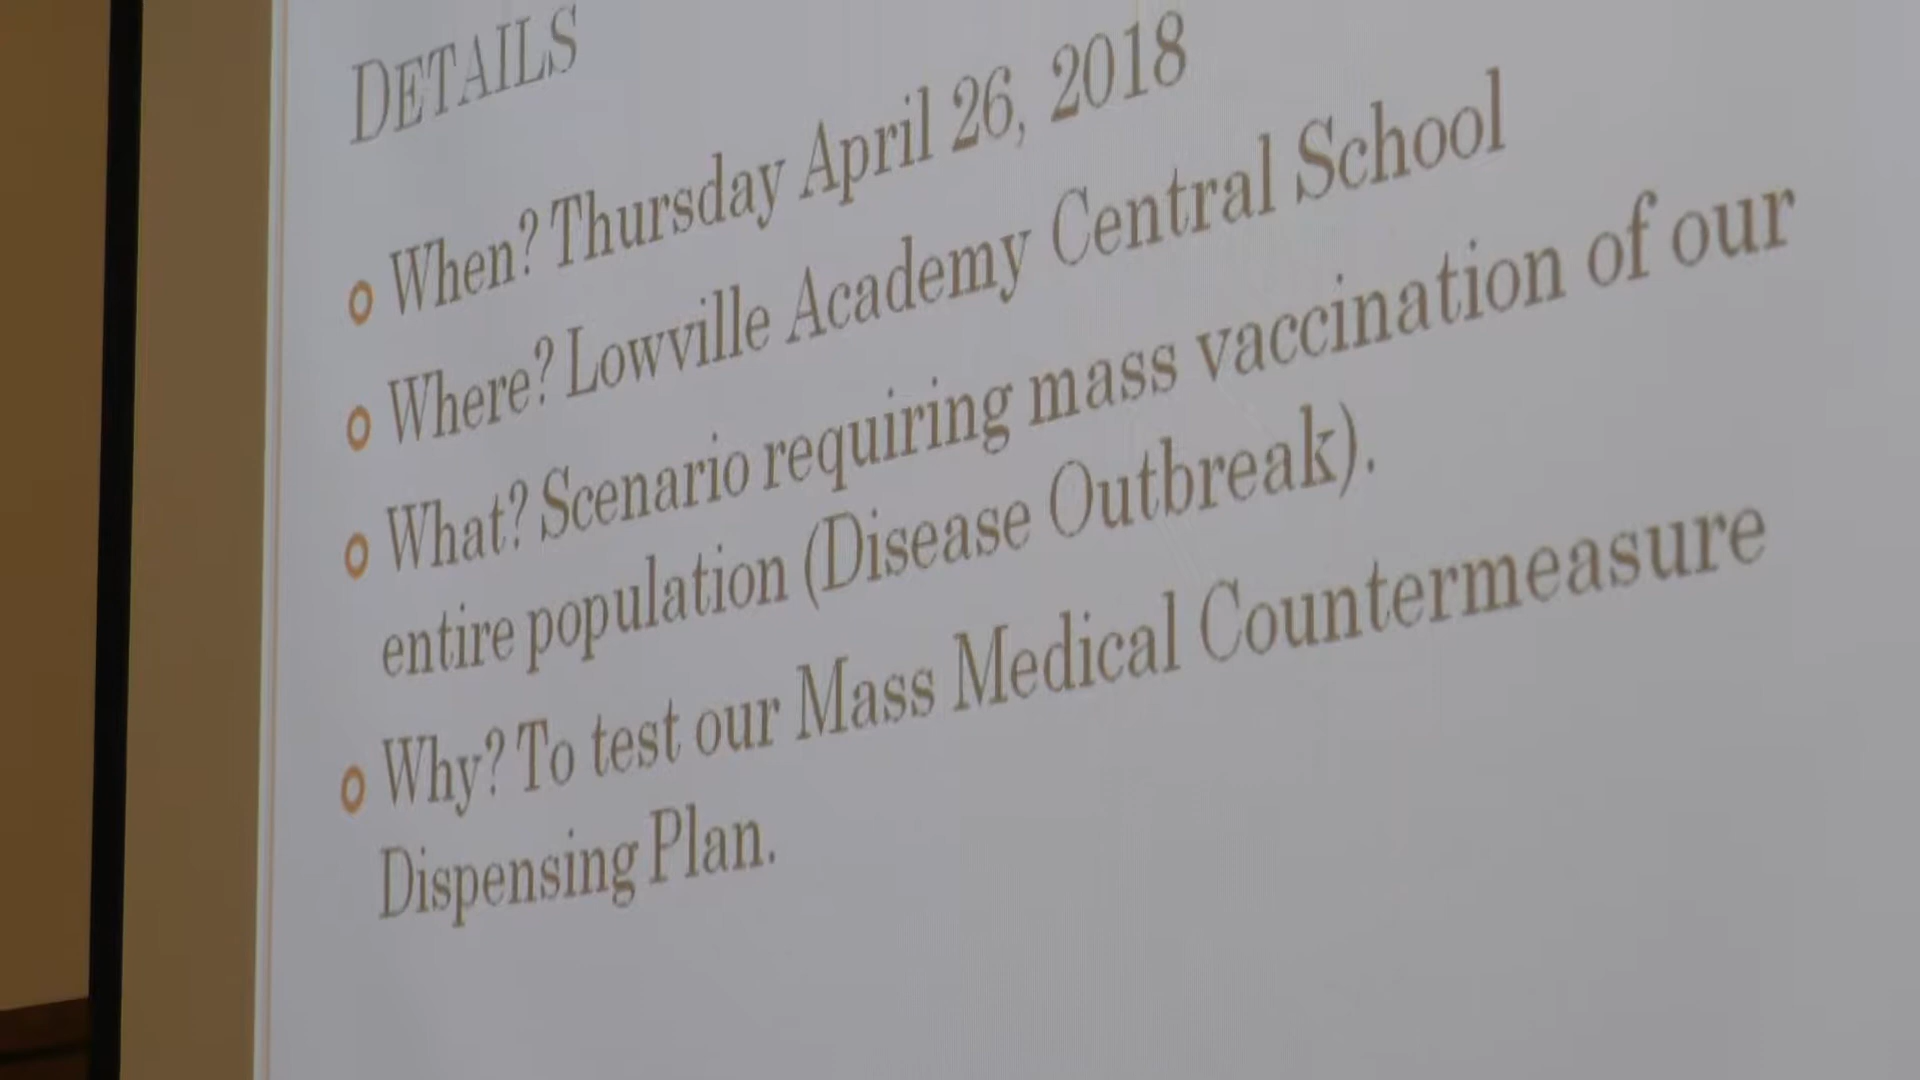 DETAILS
When? Thursday April 26, 2018
Where? Lowville Academy Central School
What? Scenario requiring mass vaccination of our
entire population (Disease Outbreak).
Why? To test our Mass Medical Countermeasure
Dispensing Plan.